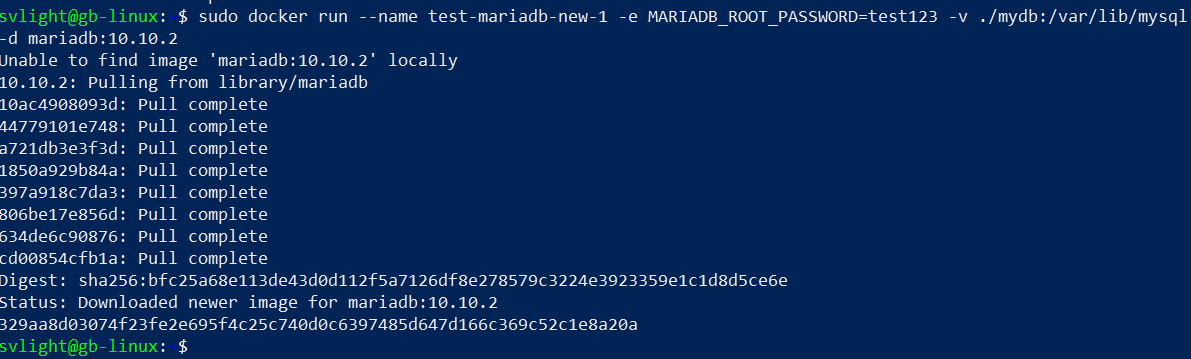 svlight@gb-linux:~$ sudo docker run --name test-mariadb-new-1 -e MARIADB_ROOT_PASSWORD=test123 -v ./mydb:/var/lib/mysql
-d mariadb:10.10.2
Unable to find image 'mariadb:10.10.2' locally
10.10.2: Pulling from library/mariadb
10ac4908093d: Pull complete
44779101e748: Pull complete
a721db3e3f3d: Pull complete
1850a929b84a: Pull complete
397a918c7da3: Pull complete
806be17e856d: Pull complete
634de6c90876: Pull complete
cd00854cfb1a: Pull complete
Digest: sha256:bfc25a68e113de43d0d112f5a7126df8e278579c3224e3923359e1c1d8d5ce6e
Status: Downloaded newer image for mariadb:10.10.2
329aa8d03074f23fe2e695f4c25c740d0c6397485d647d166c369c52c1e8a20a
svlight@gb-linux:~$